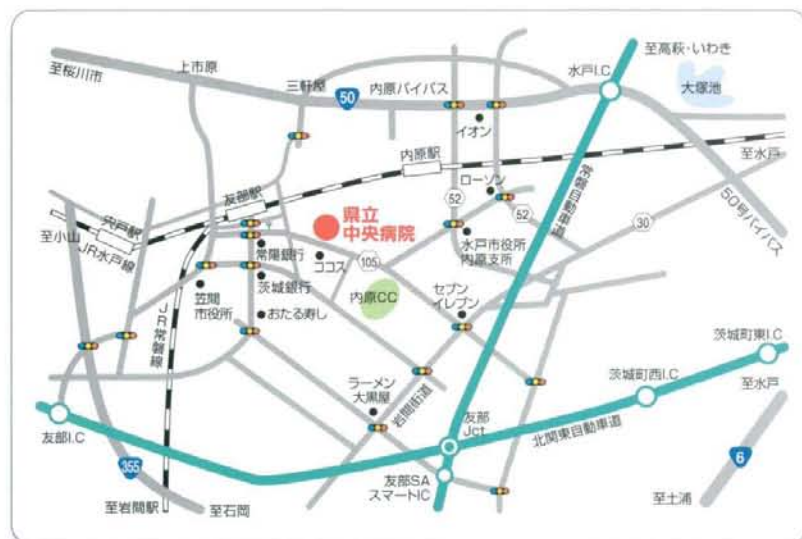 至高萩・いわき
水戸I.C
大塚池
至桜川市
上市原
三軒屋
内原バイパス
50
イオン
至水戸
50号バイパス
内原駅
常磐自動車道
ローソン
友部駅
52
52
30
宍戸駅
県立
中央病院
水戸市役所
内原支所
至小山
JR水戸線
常陽銀行
ココス
105
茨城銀行
内原CC
セブン
イレブン
笠間
市役所
おたる寿し
JR常磐線
茨城町東I.C
茨城町西I.C
至水戸
ラーメン
大黒屋
岩間街道
友部
Jct
北関東自動車道
友部I.C
355
6
友部SA
スマートIC
至岩間駅
至石岡
至土浦